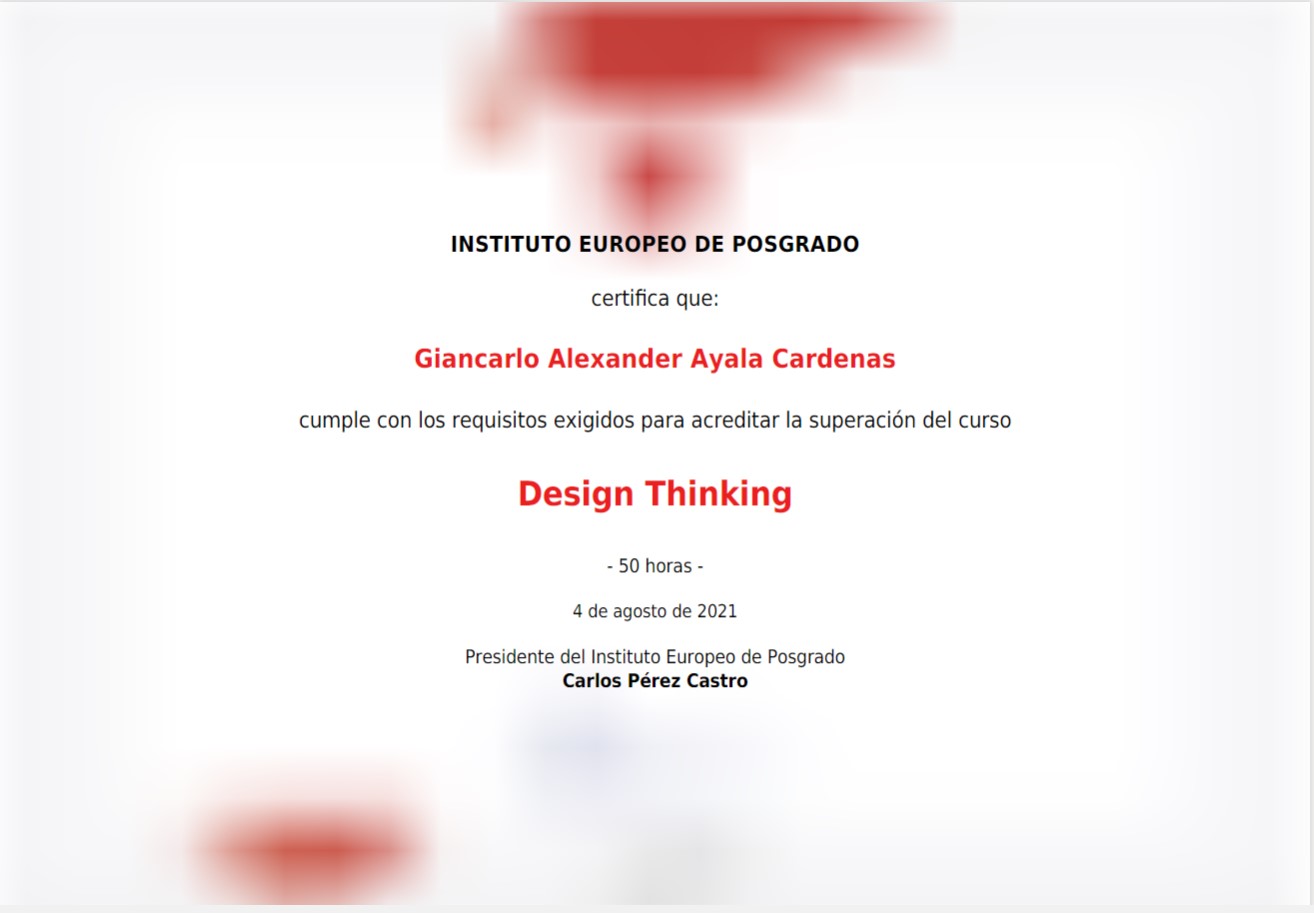 INSTITUTO EUROPEO DE POSGRADO
certifica que:
Giancarlo Alexander Ayala Cardenas
cumple con los requisitos exigidos para acreditar la superación del curso
Design Thinking
- 50 horas -
4 de agosto de 2021
Presidente del Instituto Europeo de Posgrado
Carlos Pérez Castro